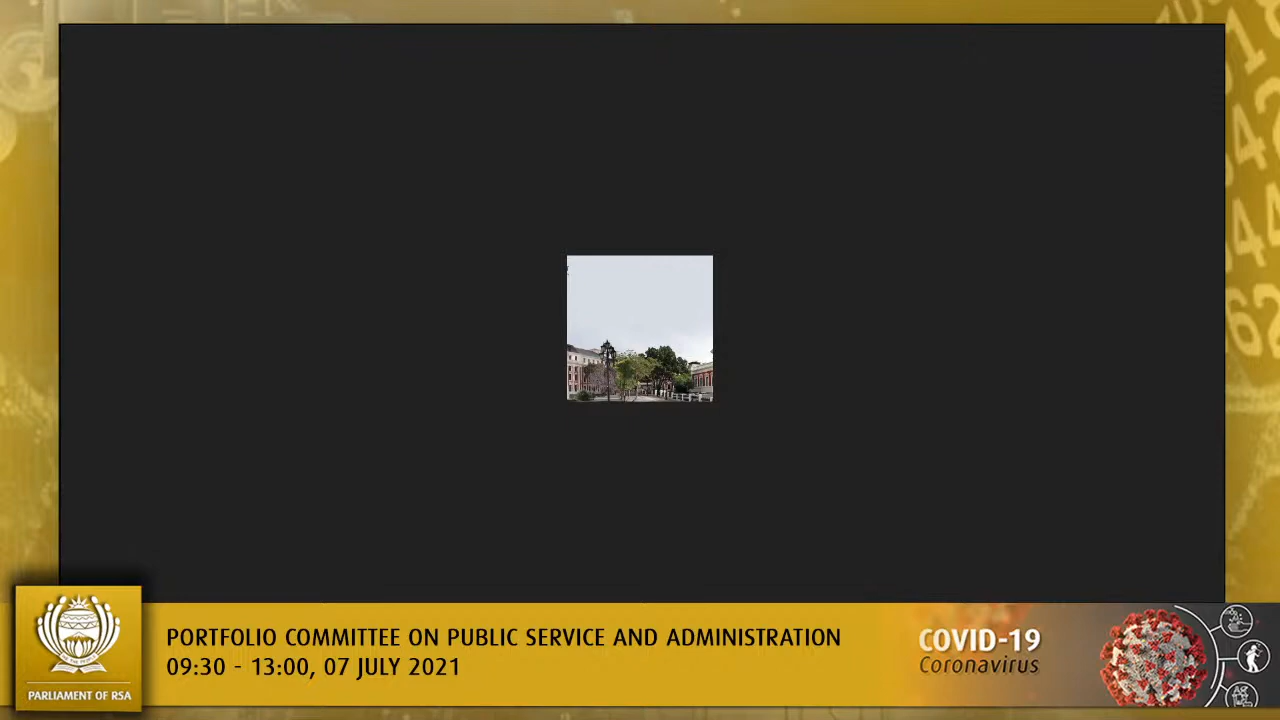 PORTFOLIO COMMITTEE ON PUBLIC SERVICE AND ADMINISTRATION
09:30 - 13:00, 07 JULY 2021
COVID-19
Coronavirus
PARLIAMENT OF RSA